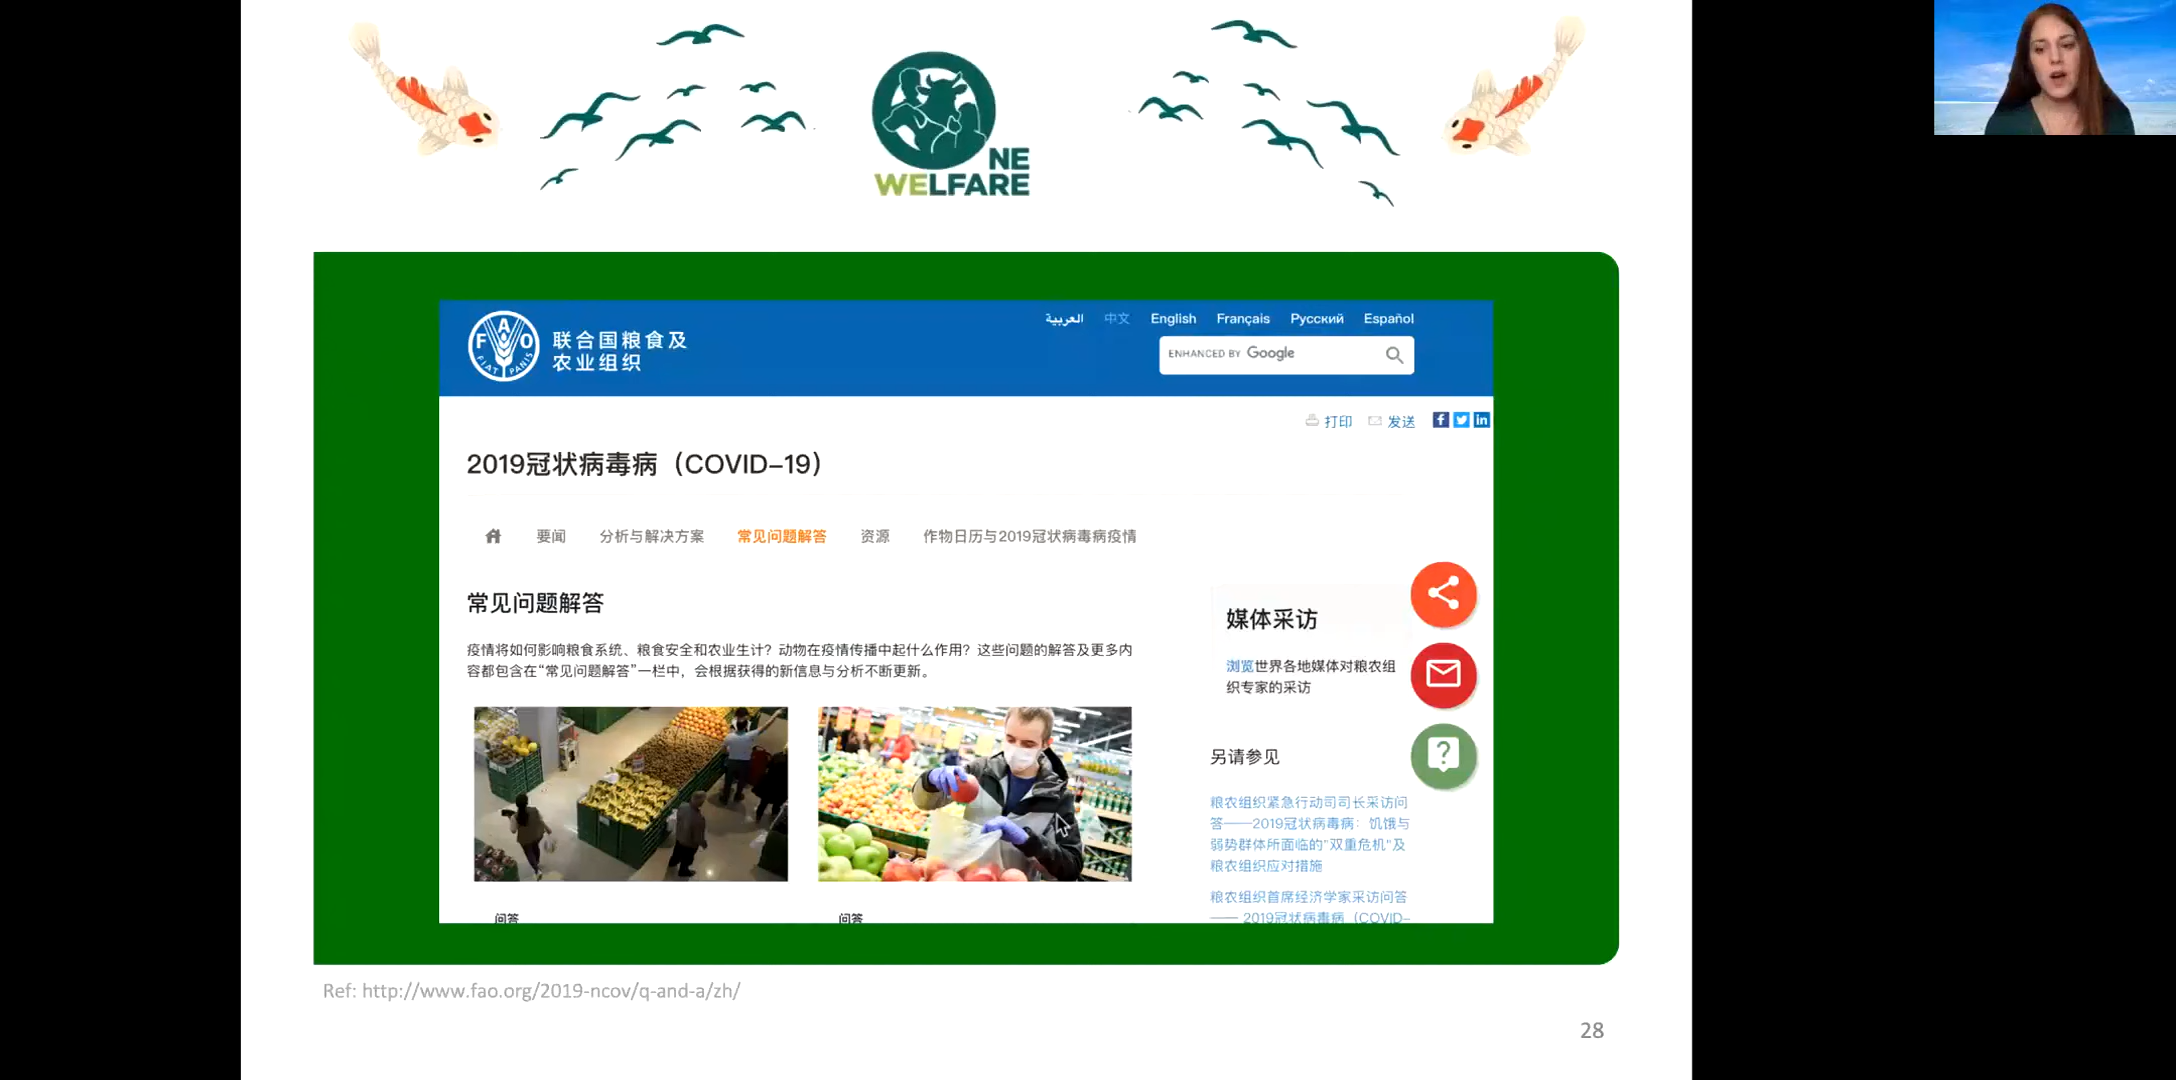 NE
WELFARE
FAO
FIAT PANIS
联合国粮食及
农业组织
العربية 中文 English Français Русский Español
ENHANCED BY Google
打印 发送
2019冠状病毒病（COVID-19）
要闻 分析与解决方案 常见问题解答 资源 作物日历与2019冠状病毒病疫情
常见问题解答
疫情将如何影响粮食系统、粮食安全和农业生计？动物在疫情传播中起什么作用？这些问题的解答及更多内
容都包含在“常见问题解答”一栏中，会根据获得的新信息与分析不断更新。
问答
问答
媒体采访
浏览世界各地媒体对粮农组
织专家的采访
另请参见
粮农组织紧急行动司司长采访问
答——2019冠状病毒病：饥饿与
弱势群体所面临的"双重危机"及
粮农组织应对措施
粮农组织首席经济学家采访问答
—— 2019冠状病毒病（COVID-
Ref: http://www.fao.org/2019-ncov/q-and-a/zh/
28